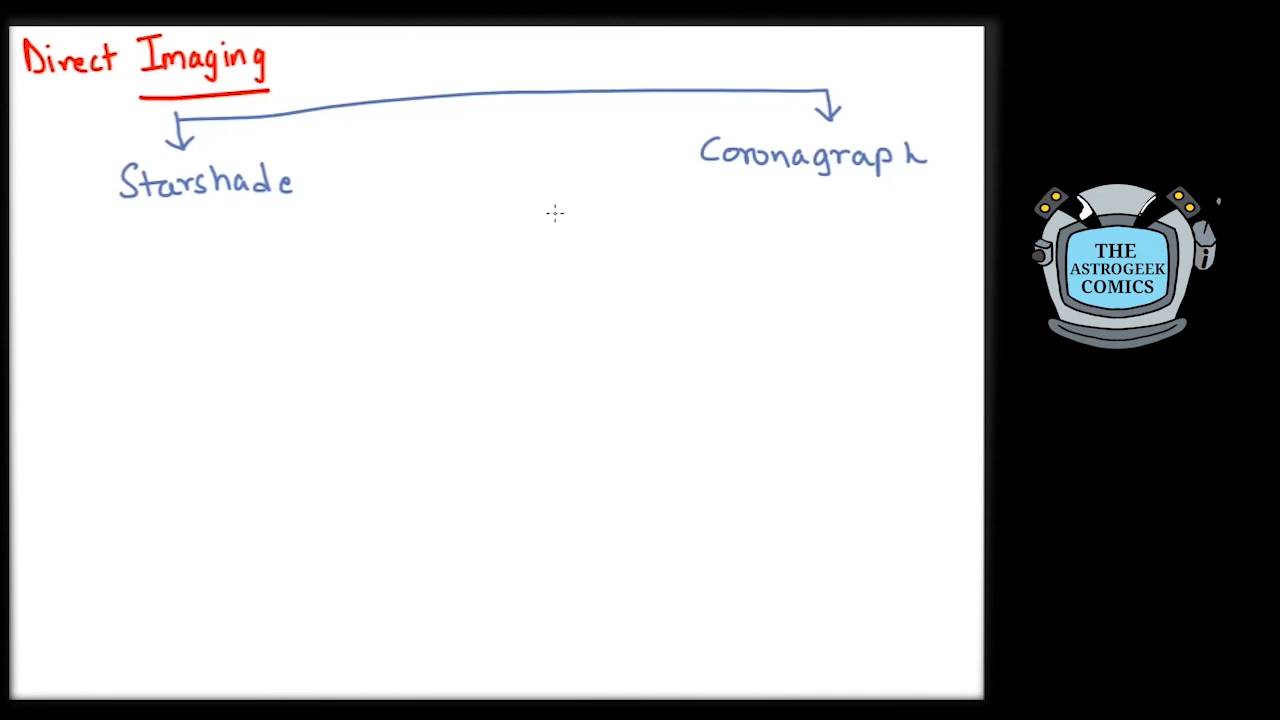 Direct Imaging
Coronagraph
Starshade
THE
ASTROGEEK
COMICS